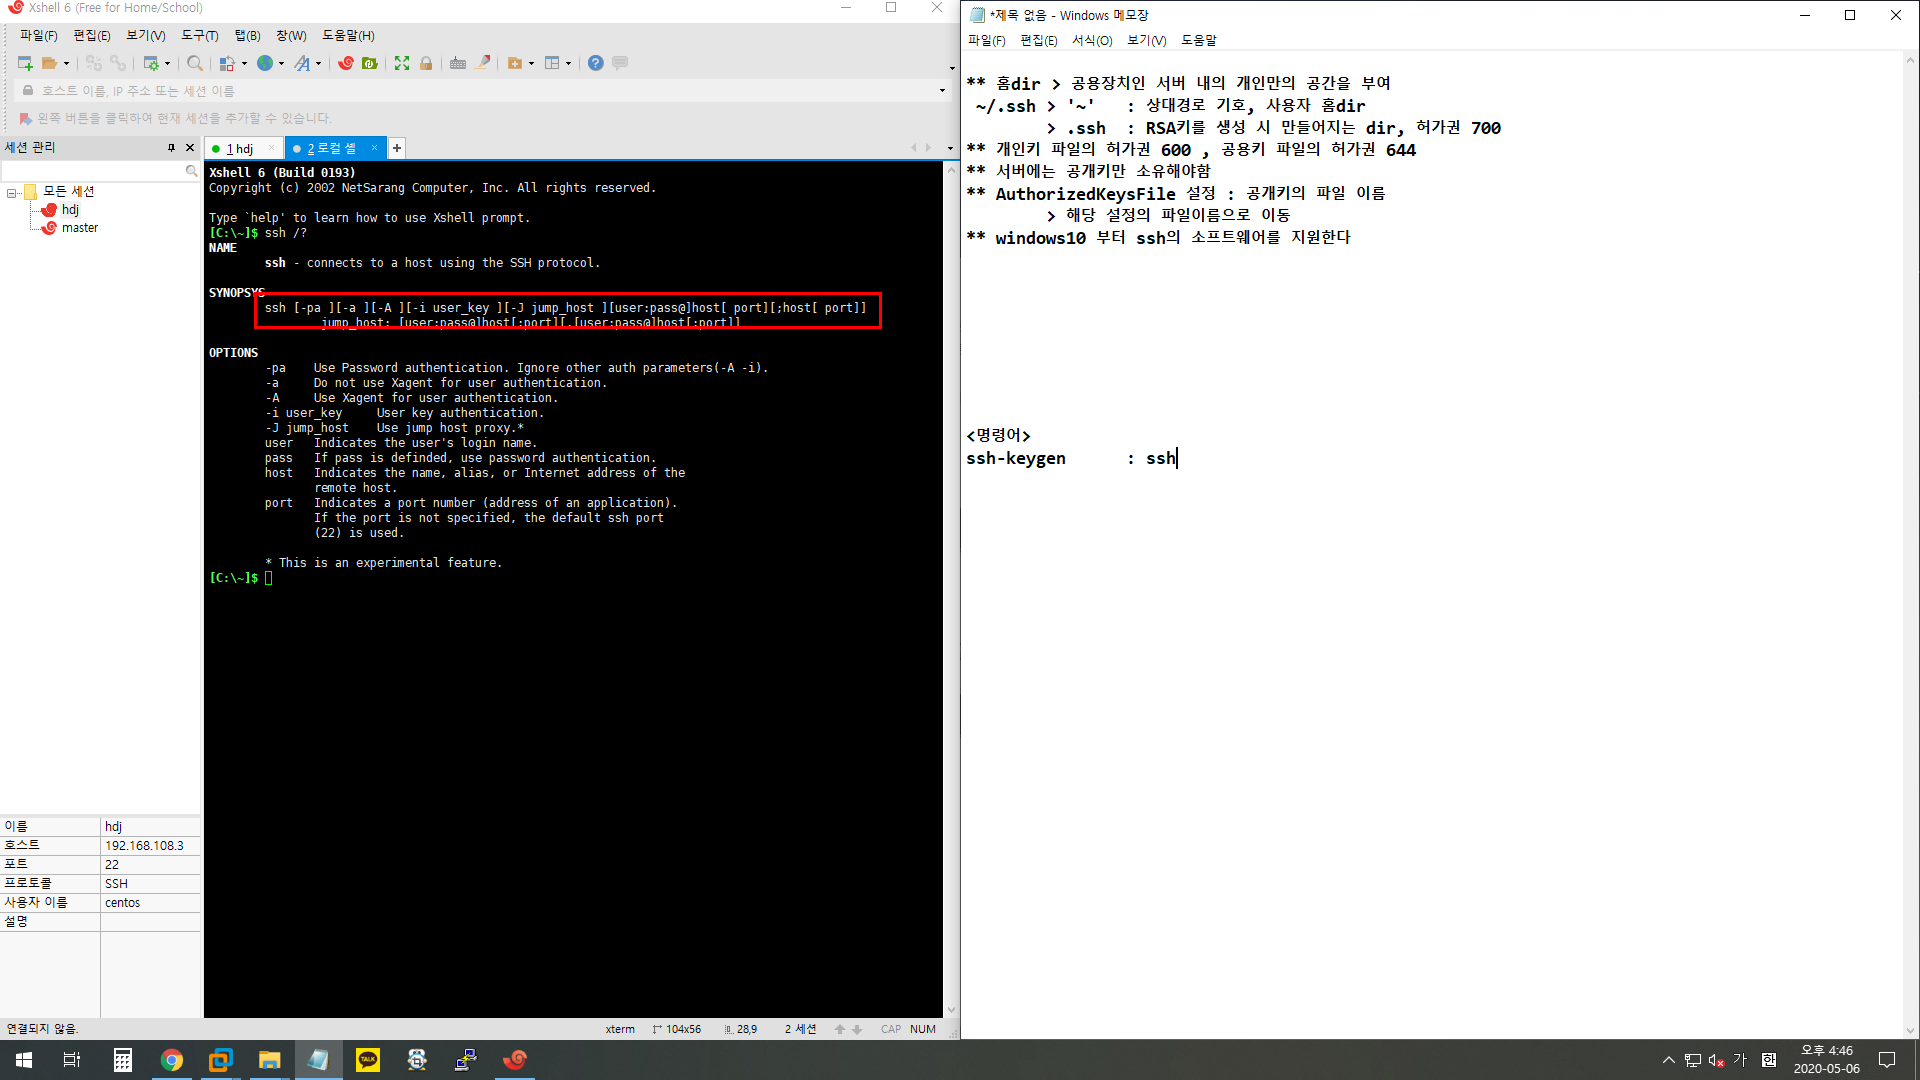 Xshell 6 (Free for Home/School)
파일(F) 편집(E) 보기(V) 도구(T) 탭(B) 창(W) 도움말(H)
호스트 이름, IP 주소 또는 세션 이름
왼쪽 버튼을 클릭하여 현재 세션을 추가할 수 있습니다.
세션 관리
모든 세션
hdj
master
이름 hdj
호스트 192.168.108.3
포트 22
프로토콜 SSH
사용자 이름 centos
설명
1 hdj 2 로컬 셸
Xshell 6 (Build 0193)
Copyright (c) 2002 NetSarang Computer, Inc. All rights reserved.
Type `help' to learn how to use Xshell prompt.
[C:\~]$ ssh /?
NAME
ssh - connects to a host using the SSH protocol.
SYNOPSYS
ssh [-pa ][-a ][-A ][-i user_key ][-J jump_host ][user:pass@]host[ port][;host[ port]]
jump_host: [user:pass@]host[:port][,[user:pass@]host[:port]]
OPTIONS
-pa Use Password authentication. Ignore other auth parameters(-A -i).
-a Do not use Xagent for user authentication.
-A Use Xagent for user authentication.
-i user_key User key authentication.
-J jump_host Use jump host proxy.*
user Indicates the user's login name.
pass If pass is definded, use password authentication.
host Indicates the name, alias, or Internet address of the
remote host.
port Indicates a port number (address of an application).
If the port is not specified, the default ssh port
(22) is used.
* This is an experimental feature.
[C:\~]$
연결되지 않음. xterm 104x56 28,9 2 세션 CAP NUM
*제목 없음 - Windows 메모장
파일(F) 편집(E) 서식(O) 보기(V) 도움말
** 홈dir > 공용장치인 서버 내의 개인만의 공간을 부여
~/.ssh > '~' : 상대경로 기호, 사용자 홈dir
> .ssh : RSA키를 생성 시 만들어지는 dir, 허가권 700
** 개인키 파일의 허가권 600 , 공용키 파일의 허가권 644
** 서버에는 공개키만 소유해야함
** AuthorizedKeysFile 설정 : 공개키의 파일 이름
> 해당 설정의 파일이름으로 이동
** windows10 부터 ssh의 소프트웨어를 지원한다
<명령어>
ssh-keygen : ssh
TALK
가 한
오후 4:46
2020-05-06